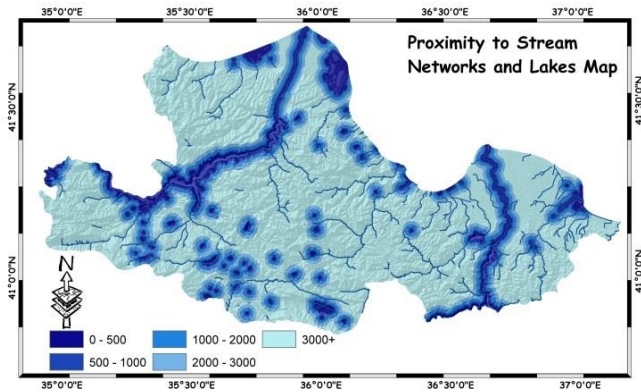 35°0'0"E 35°30'0"E 36°0'0"E 36°30'0"E 37°0'0"E
Proximity to Stream
Networks and Lakes Map
41°30'0"N 41°30'0"N
41°0'0"N 41°0'0"N
N
0 - 500 1000 - 2000 3000+
500 - 1000 2000 - 3000
35°0'0"E 35°30'0"E 36°0'0"E 36°30'0"E 37°0'0"E